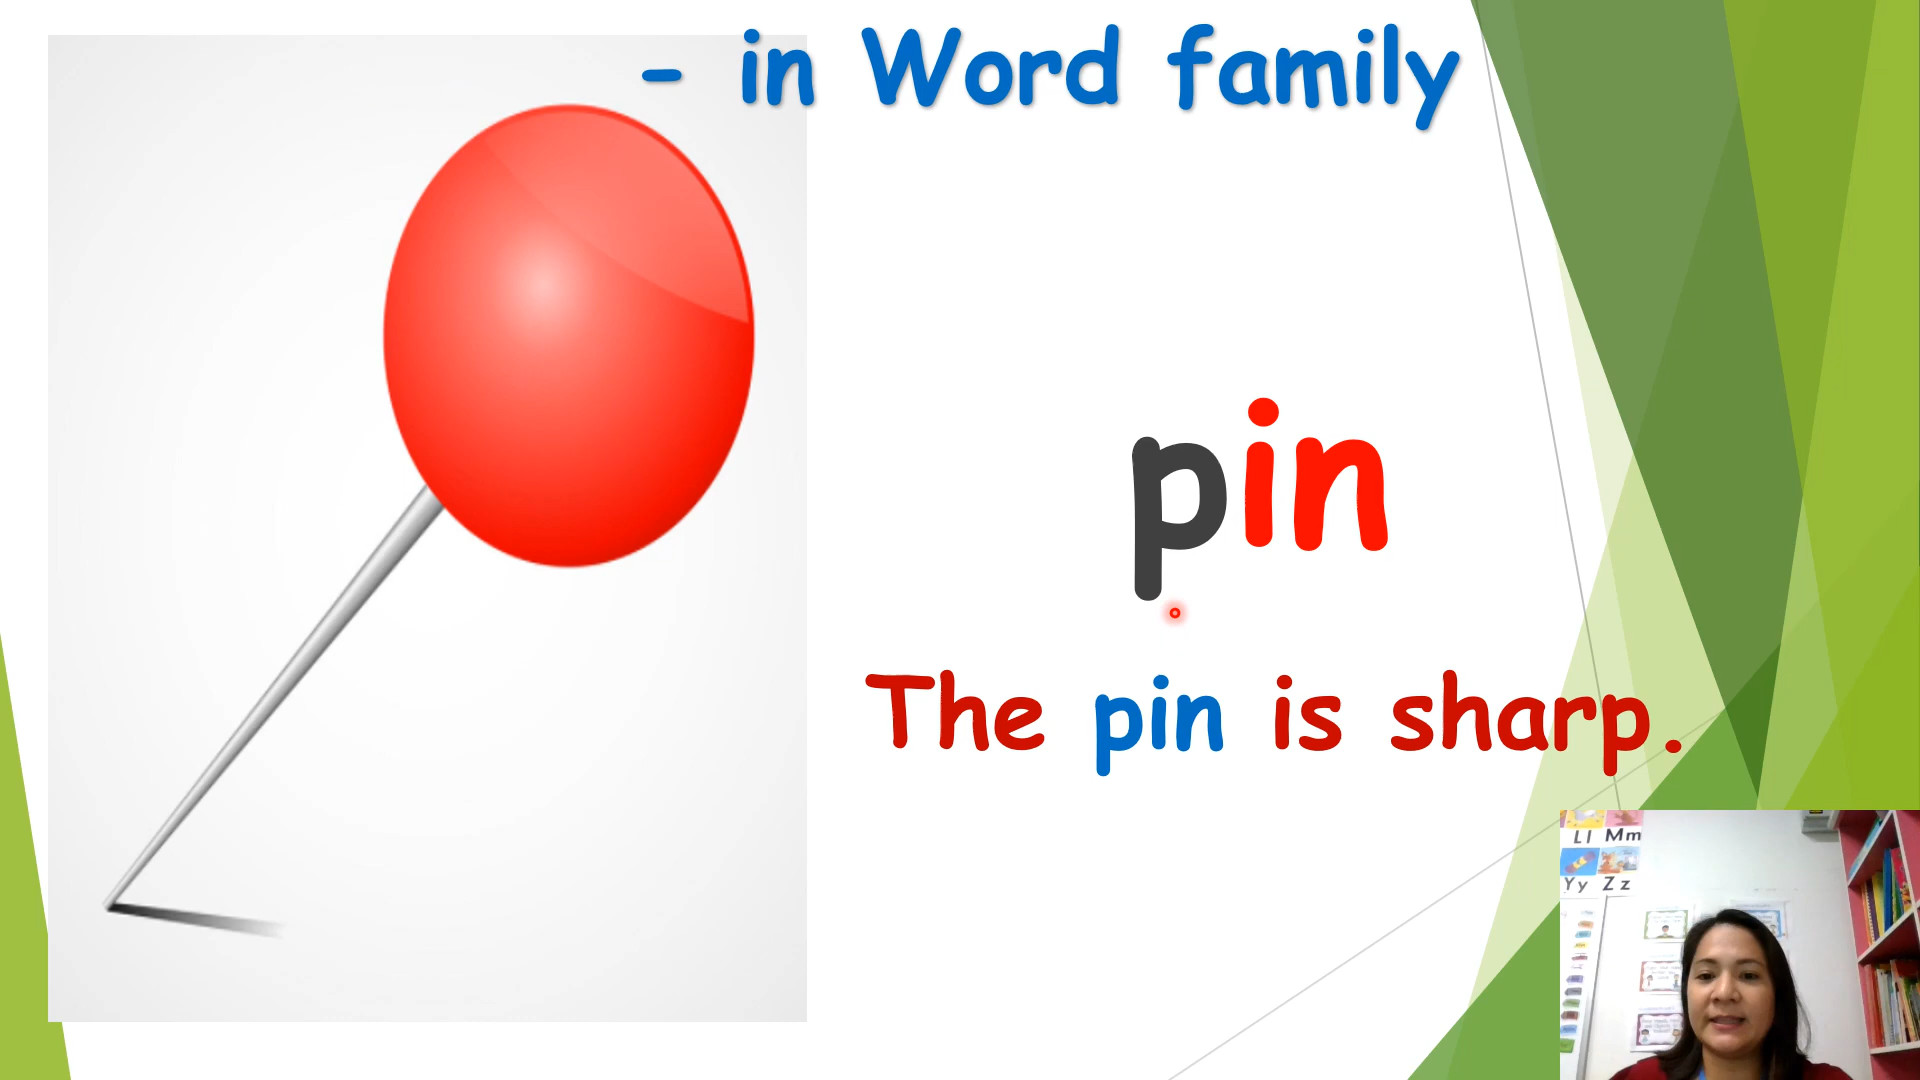 - in Word family
pin
The pin is sharp.
Ll Mm
Yy Zz